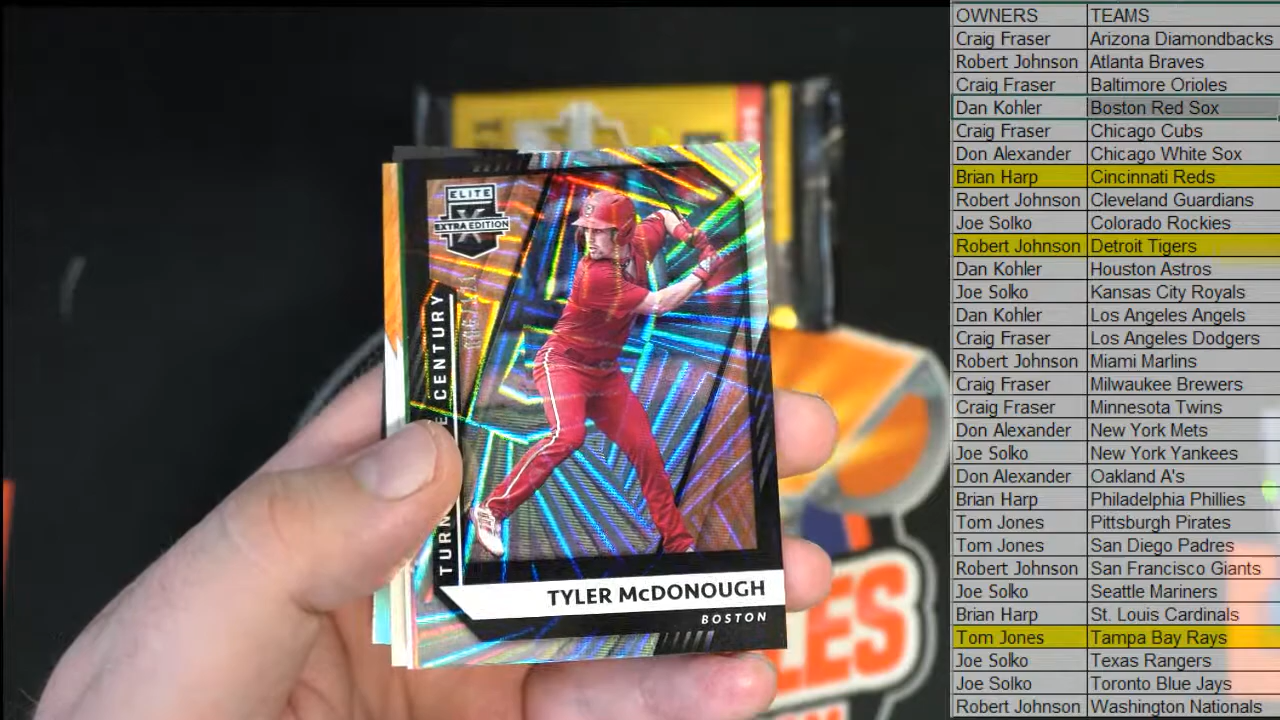 ELITE
X
EXTRA EDITION
CENTURY
TYLER McDONOUGH
BOSTON
OWNERS TEAMS
Craig Fraser Arizona Diamondbacks
Robert Johnson Atlanta Braves
Craig Fraser Baltimore Orioles
Dan Kohler Boston Red Sox
Craig Fraser Chicago Cubs
Don Alexander Chicago White Sox
Brian Harp Cincinnati Reds
Robert Johnson Cleveland Guardians
Joe Solko Colorado Rockies
Robert Johnson Detroit Tigers
Dan Kohler Houston Astros
Joe Solko Kansas City Royals
Dan Kohler Los Angeles Angels
Craig Fraser Los Angeles Dodgers
Robert Johnson Miami Marlins
Craig Fraser Milwaukee Brewers
Craig Fraser Minnesota Twins
Don Alexander New York Mets
Joe Solko New York Yankees
Don Alexander Oakland A's
Brian Harp Philadelphia Phillies
Tom Jones Pittsburgh Pirates
Tom Jones San Diego Padres
Robert Johnson San Francisco Giants
Joe Solko Seattle Mariners
Brian Harp St. Louis Cardinals
Tom Jones Tampa Bay Rays
Joe Solko Texas Rangers
Joe Solko Toronto Blue Jays
Robert Johnson Washington Nationals